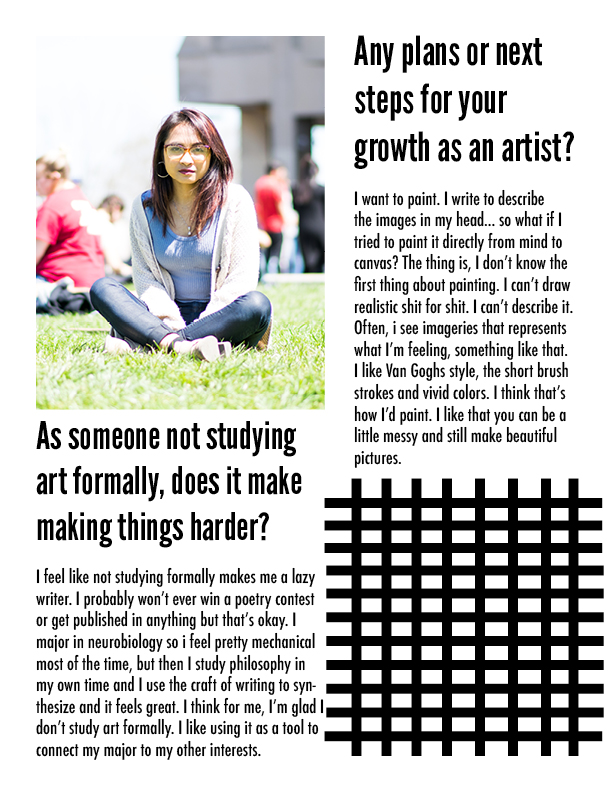 As someone not studying
art formally, does it make
making things harder?
I feel like not studying formally makes me a lazy
writer. I probably won't ever win a poetry contest
or get published in anything but that's okay. I
major in neurobiology so i feel pretty mechanical
most of the time, but then I study philosophy in
my own time and I use the craft of writing to syn-
thesize and it feels great. I think for me, I'm glad I
don't study art formally. I like using it as a tool to
connect my major to my other interests.
Any plans or next
steps for your
growth as an artist?
I want to paint. I write to describe
the images in my head... so what if I
tried to paint it directly from mind to
canvas? The thing is, I don't know the
first thing about painting. I can't draw
realistic shit for shit. I can't describe it.
Often, i see imageries that represents
what I'm feeling, something like that.
I like Van Goghs style, the short brush
strokes and vivid colors. I think that's
how I'd paint. I like that you can be a
little messy and still make beautiful
pictures.